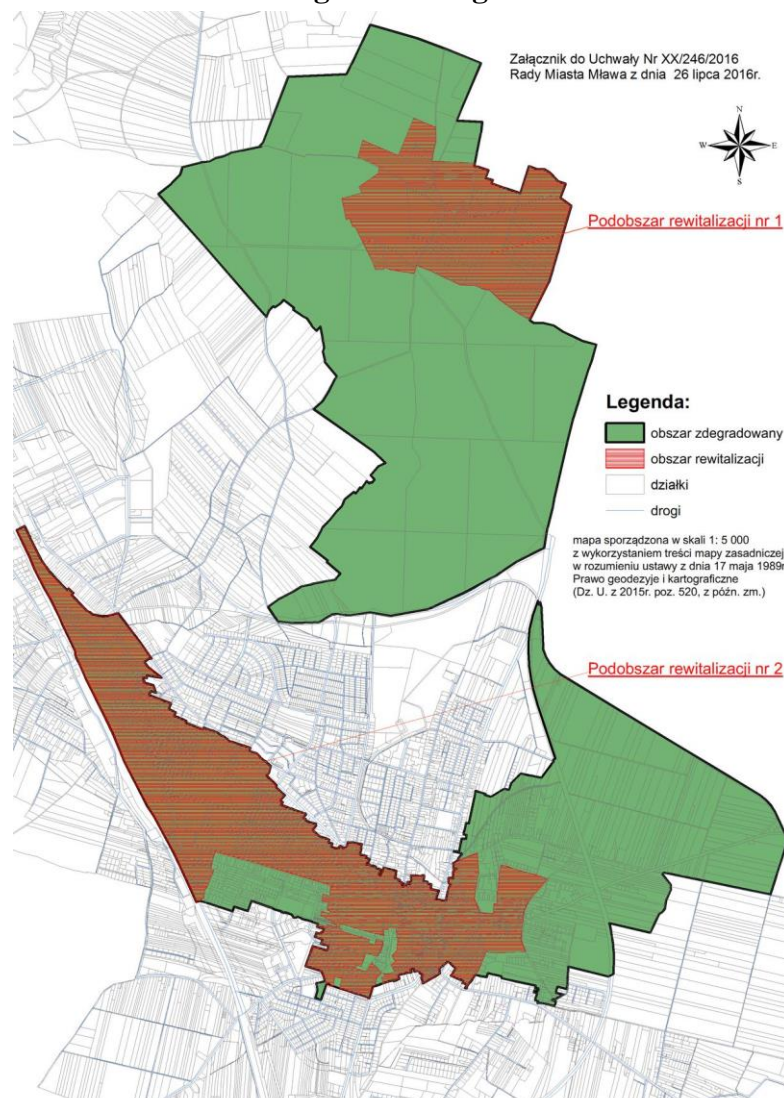 Załącznik do Uchwały Nr XX/246/2016
Rady Miasta Mława z dnia 26 lipca 2016r.
N
W
E
S
Podobszar rewitalizacji nr 1
Legenda:
obszar zdegradowany
obszar rewitalizacji
działki
drogi
mapa sporządzona w skali 1: 5 000
z wykorzystaniem treści mapy zasadniczej
w rozumieniu ustawy z dnia 17 maja 1989r
Prawo geodezyje i kartograficzne
(Dz. U. z 2015r. poz. 520, z późn. zm.)
Podobszar rewitalizacji nr 2